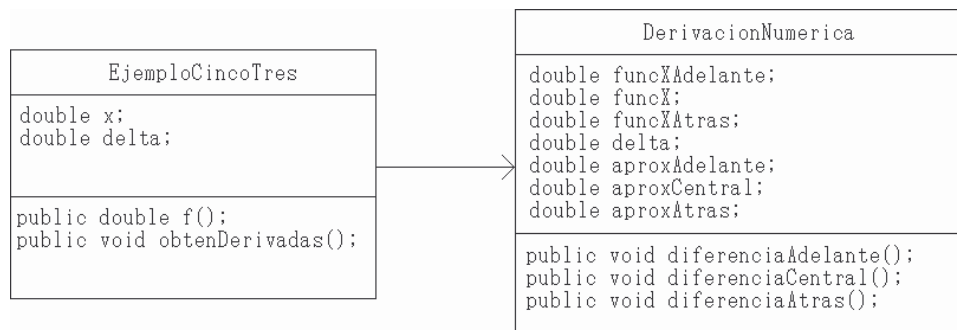 EjemploCincoTres
double x;
double delta;
public double f();
public void obtenDerivadas();
DerivacionNumerica
double funcXAdelante;
double funcX;
double funcXAtras;
double delta;
double aproxAdelante;
double aproxCentral;
double aproxAtras;
public void diferenciaAdelante();
public void diferenciaCentral();
public void diferenciaAtras();